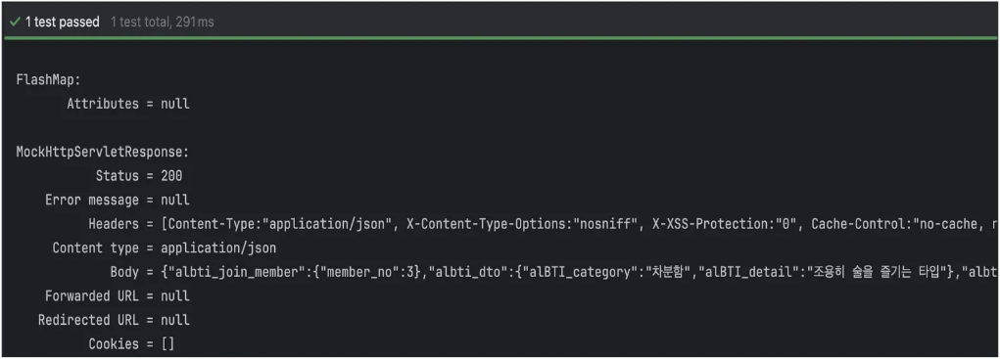 1 test passed 1 test total, 291 ms
FlashMap:
Attributes = null
MockHttpServletResponse:
Status = 200
Error message = null
Headers = [Content-Type:"application/json", X-Content-Type-Options:"nosniff", X-XSS-Protection:"0", Cache-Control:"no-cache, n
Content type = application/json
Body = {"albti_join_member":{"member_no":3},"albti_dto":{"alBTI_category":"차분함","alBTI_detail":"조용히 술을 즐기는 타입"},"albt
Forwarded URL = null
Redirected URL = null
Cookies = []